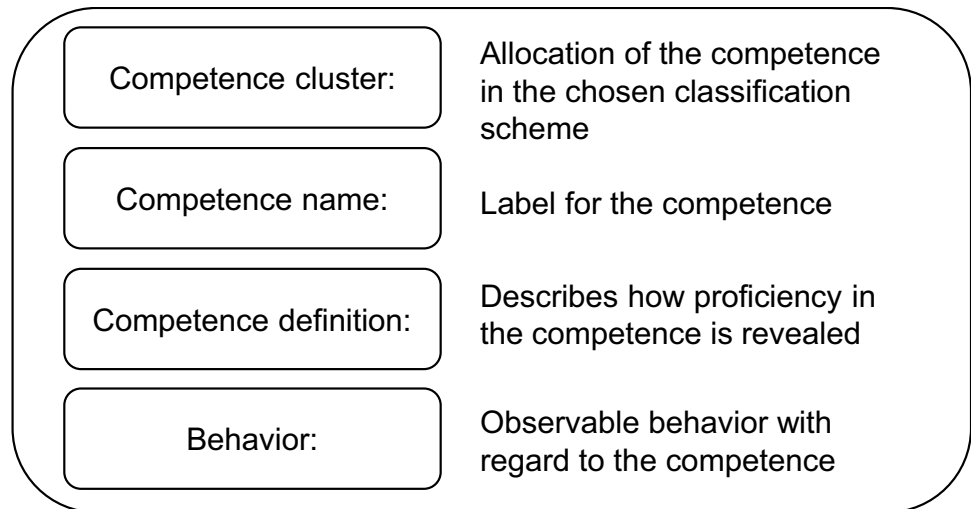 Competence cluster:
Allocation of the competence
in the chosen classification
scheme
Competence name:
Label for the competence
Competence definition:
Describes how proficiency in
the competence is revealed
Behavior:
Observable behavior with
regard to the competence